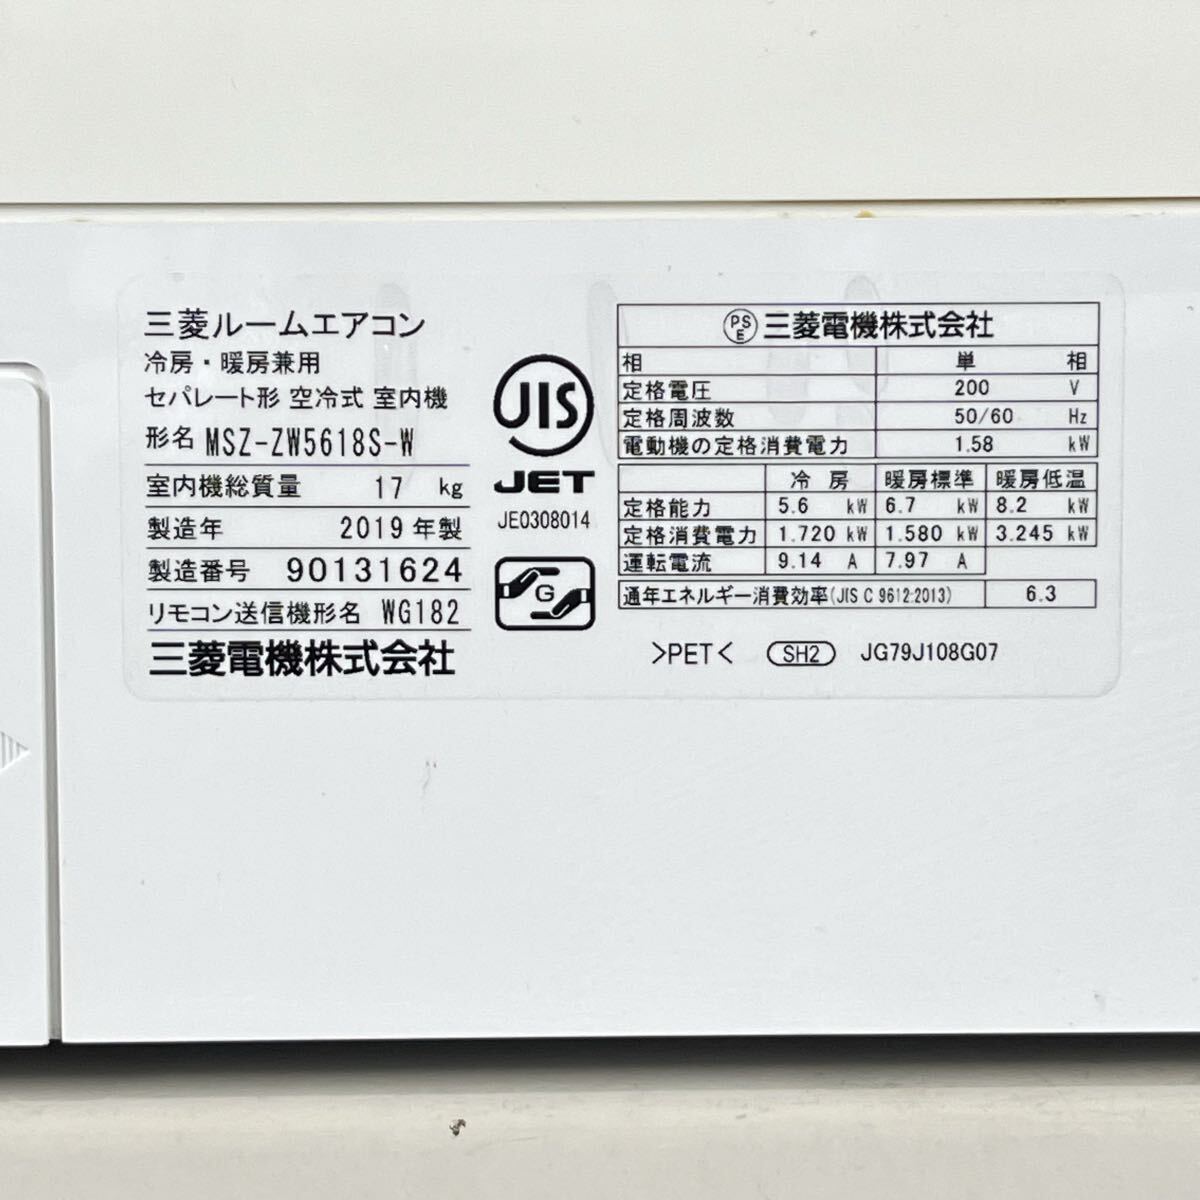 三菱ルームエアコン
冷房・暖房兼用
セパレート形 空冷式 室内機
形名 MSZ-ZW5618S-W
室内機総質量 17 kg
製造年 2019年製
製造番号 90131624
リモコン送信機形名 WG182
三菱電機株式会社
JIS
JET
JE0308014
G
PSE 三菱電機株式会社
相 単 相
定格電圧 200 V
定格周波数 50/60 Hz
電動機の定格消費電力 1.58 kW
冷 房 暖房標準 暖房低温
定格能力 5.6 kW 6.7 kW 8.2 kW
定格消費電力 1.720 kW 1.580 kW 3.245 kW
運転電流 9.14 A 7.97 A
通年エネルギー消費効率(JIS C 9612:2013) 6.3
>PET< SH2 JG79J108G07